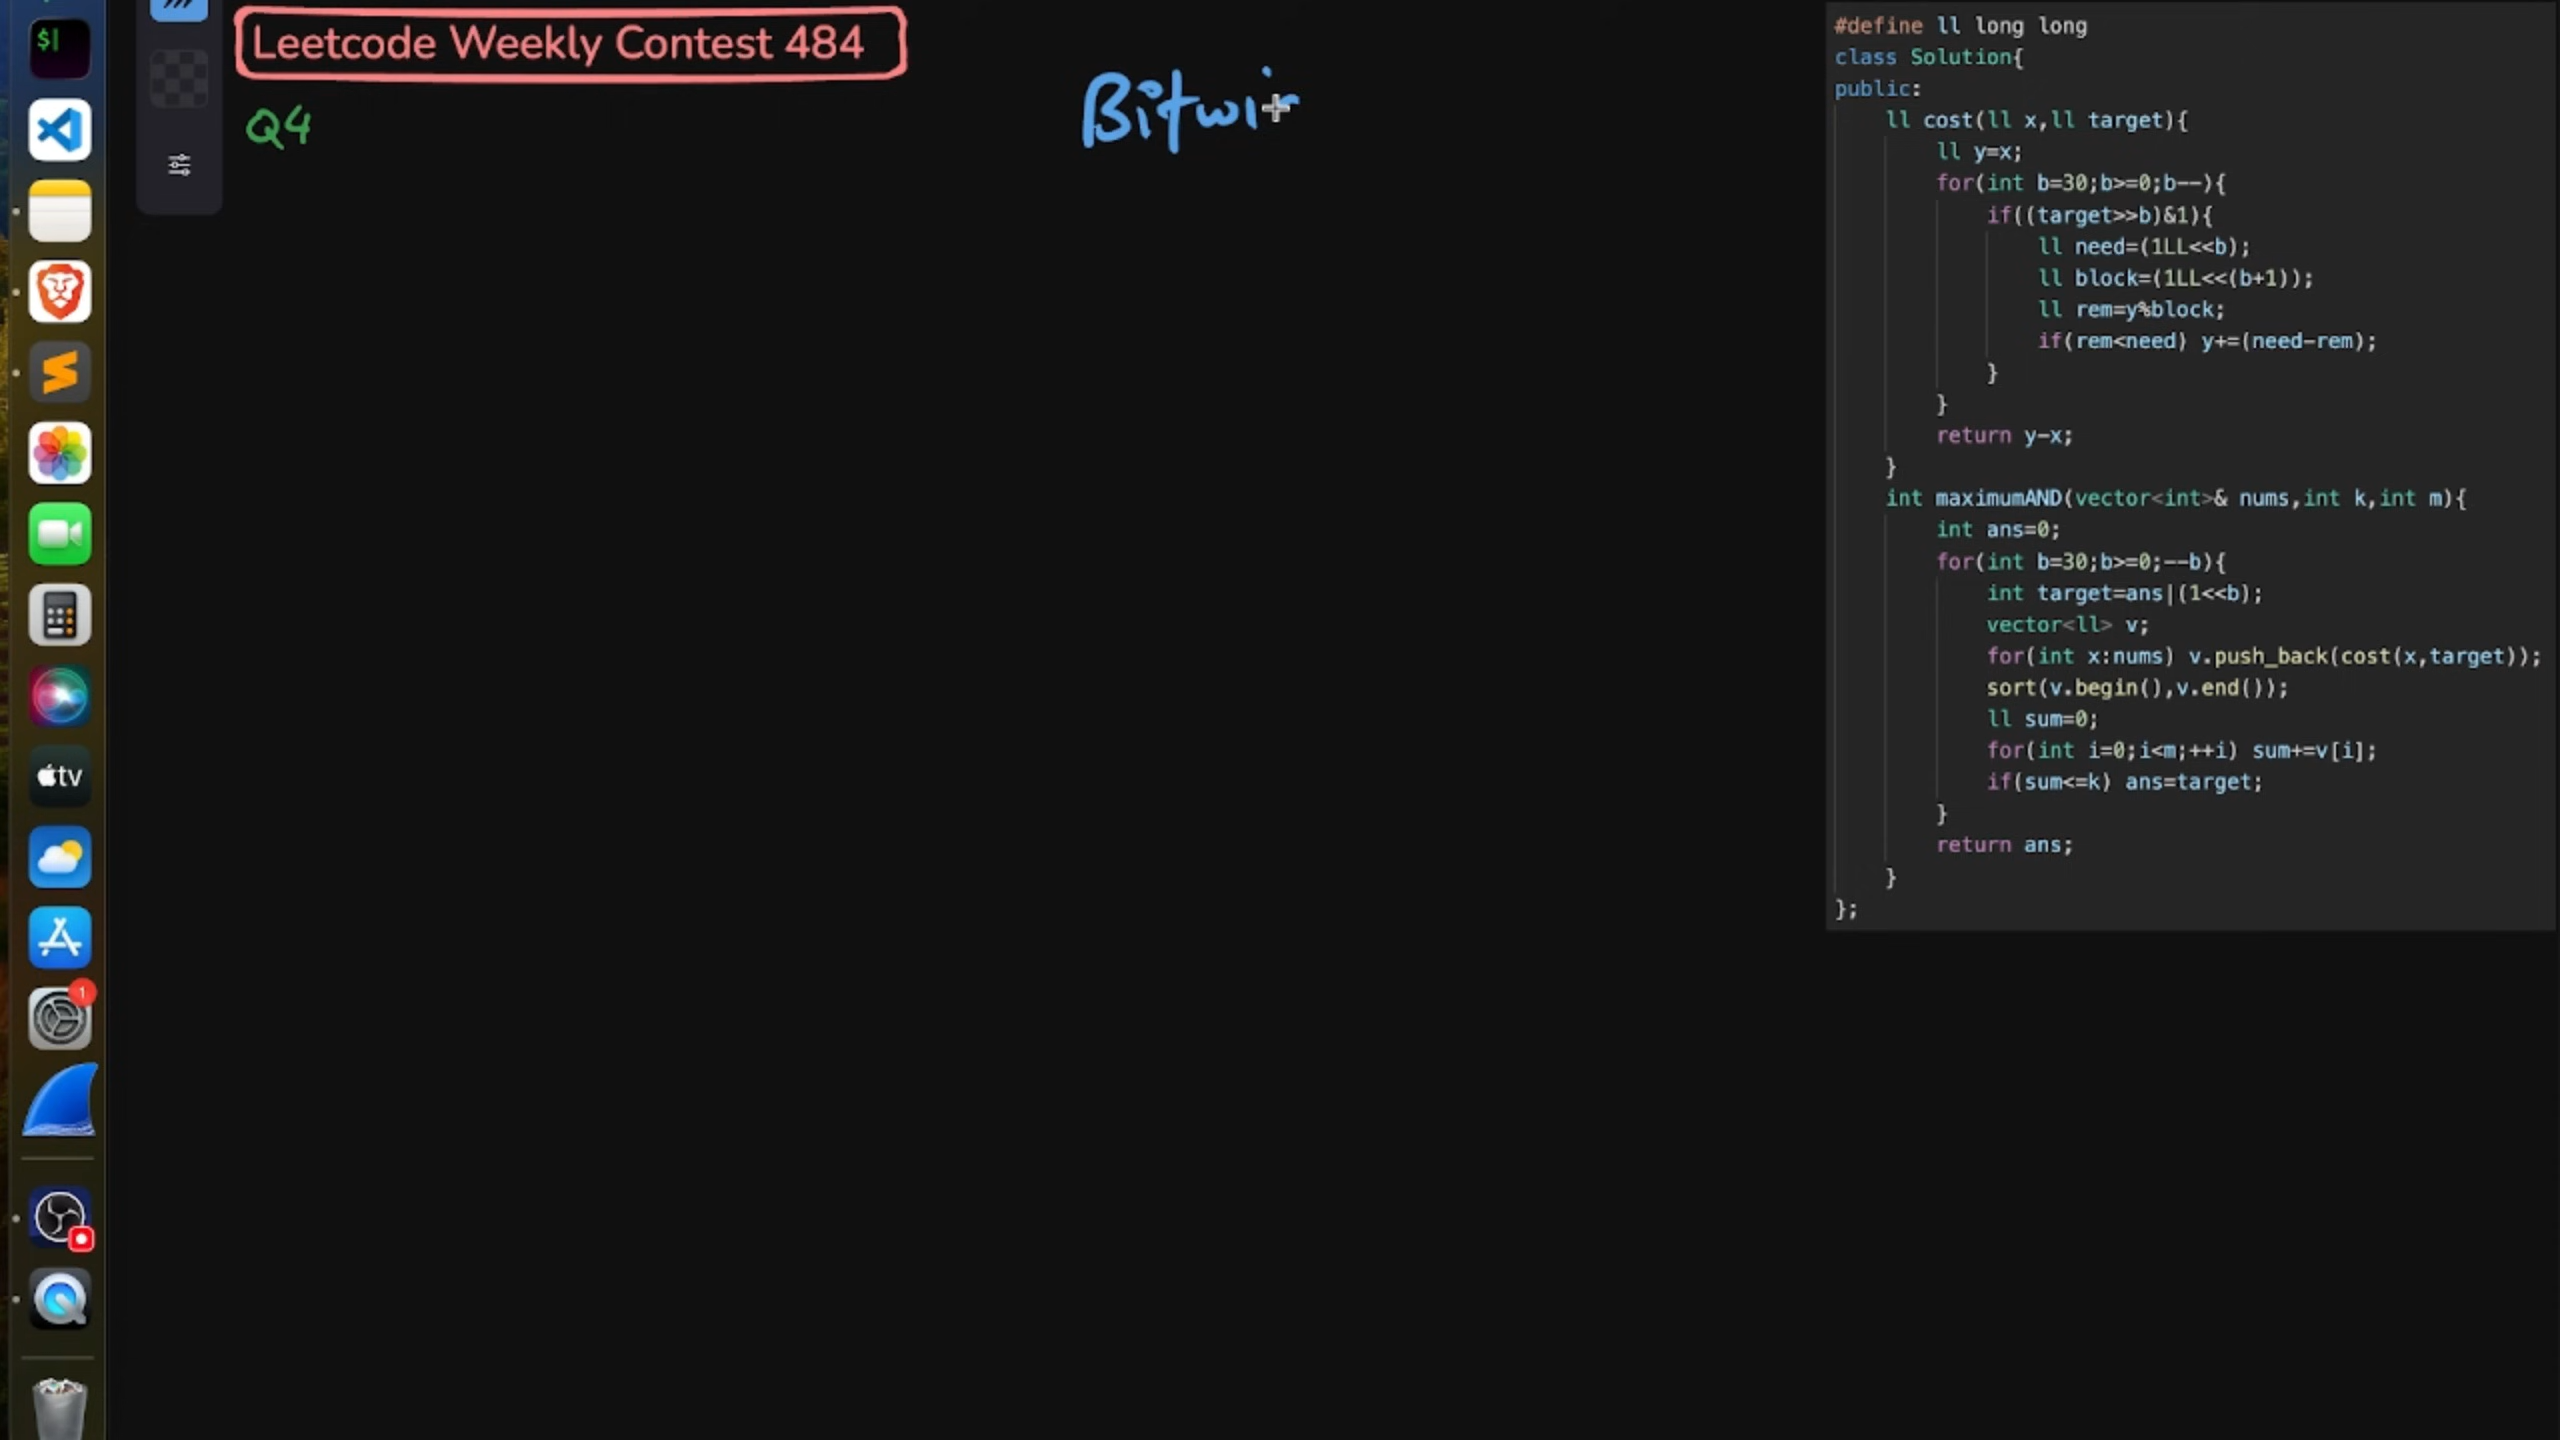 Leetcode Weekly Contest 484
Q4
$
tv
1
#define ll long long
class Solution{
public:
ll cost(ll x,ll target){
ll y=x;
for(int b=30;b>=0;b--){
if((target>>b)&1){
ll need=(1LL<<b);
ll block=(1LL<<(b+1));
ll rem=y%block;
if(rem<need) y+=(need-rem);
}
}
return y-x;
}
int maximumAND(vector<int>& nums,int k,int m){
int ans=0;
for(int b=30;b>=0;--b){
int target=ans|(1<<b);
vector<ll> v;
for(int x:nums) v.push_back(cost(x,target));
sort(v.begin(),v.end());
ll sum=0;
for(int i=0;i<m;++i) sum+=v[i];
if(sum<=k) ans=target;
}
return ans;
}
};